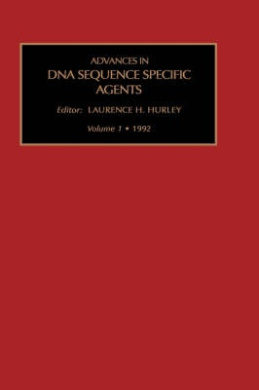 ADVANCES IN
DNA SEQUENCE SPECIFIC
AGENTS
Editor: LAURENCE H. HURLEY
Volume 1 • 1992